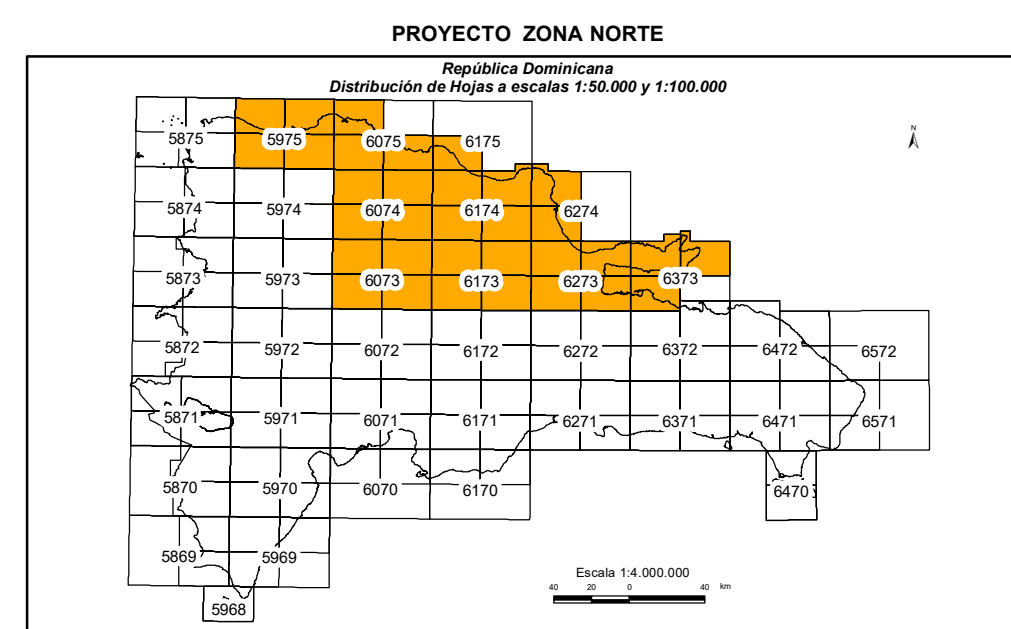 PROYECTO ZONA NORTE
República Dominicana
Distribución de Hojas a escalas 1:50.000 y 1:100.000
N
5875 5975 6075 6175
5874 5974 6074 6174 6274
5873 5973 6073 6173 6273 6373
5872 5972 6072 6172 6272 6372 6472 6572
5871 5971 6071 6171 6271 6371 6471 6571
5870 5970 6070 6170 6470
5869 5969
5968
Escala 1:4.000.000
40 20 0 40 km